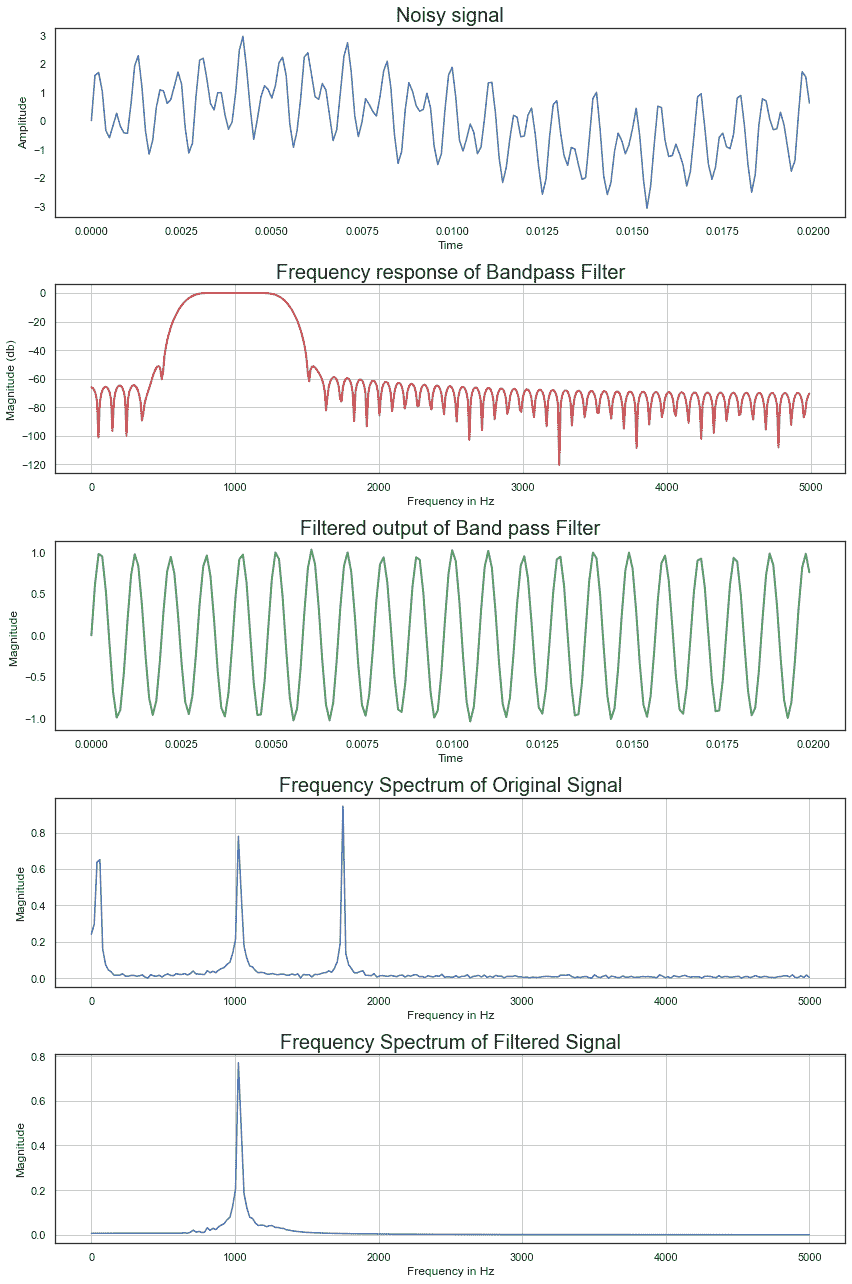 Noisy signal
3
2
1
0
−1
−2
−3
Amplitude
0.0000 0.0025 0.0050 0.0075 0.0100 0.0125 0.0150 0.0175 0.0200
Time
Frequency response of Bandpass Filter
0
−20
−40
−60
−80
−100
−120
Magnitude (db)
0 1000 2000 3000 4000 5000
Frequency in Hz
Filtered output of Band pass Filter
1.0
0.5
0.0
−0.5
−1.0
Magnitude
0.0000 0.0025 0.0050 0.0075 0.0100 0.0125 0.0150 0.0175 0.0200
Time
Frequency Spectrum of Original Signal
0.8
0.6
0.4
0.2
0.0
Magnitude
0 1000 2000 3000 4000 5000
Frequency in Hz
Frequency Spectrum of Filtered Signal
0.8
0.6
0.4
0.2
0.0
Magnitude
0 1000 2000 3000 4000 5000
Frequency in Hz